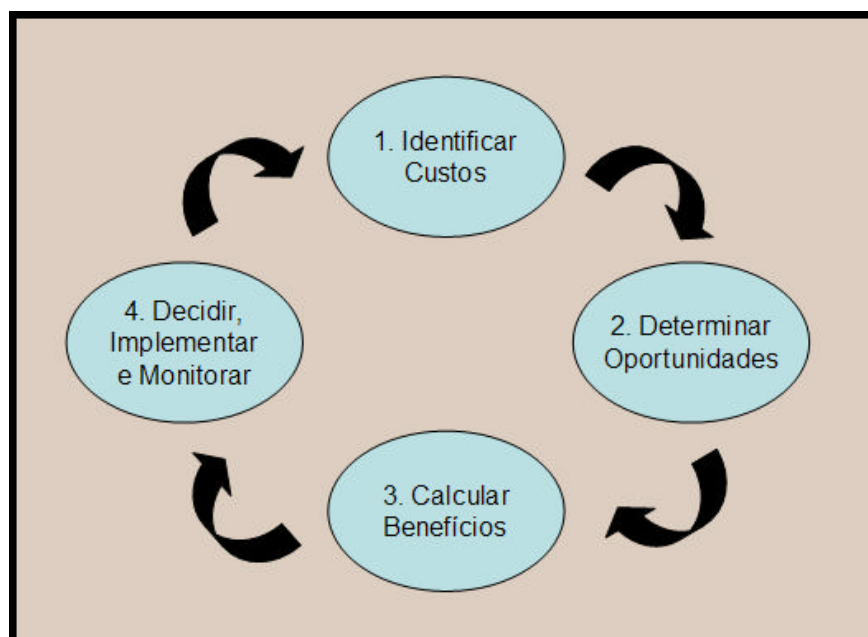 1. Identificar
Custos
2. Determinar
Oportunidades
3. Calcular
Benefícios
4. Decidir,
Implementar
e Monitorar